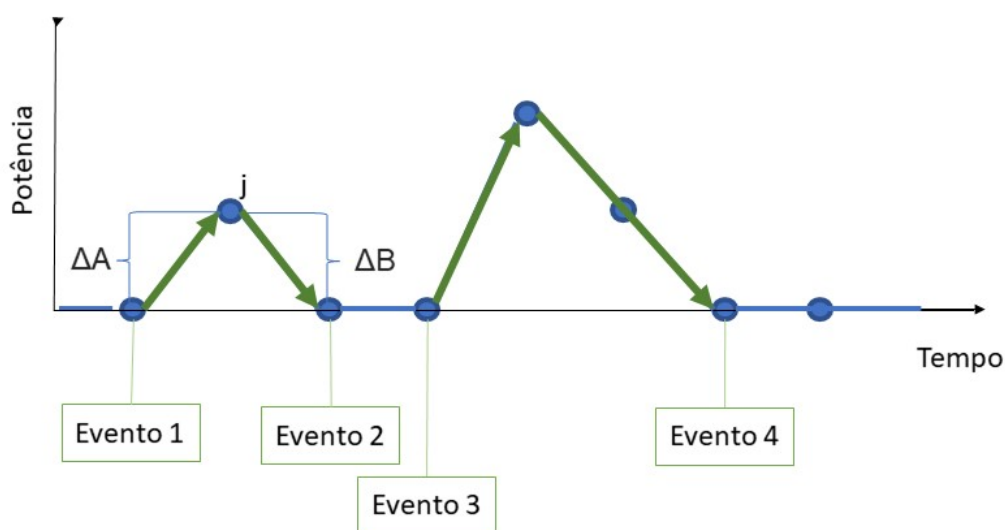 Potência
j
ΔA
ΔB
Tempo
Evento 1
Evento 2
Evento 4
Evento 3